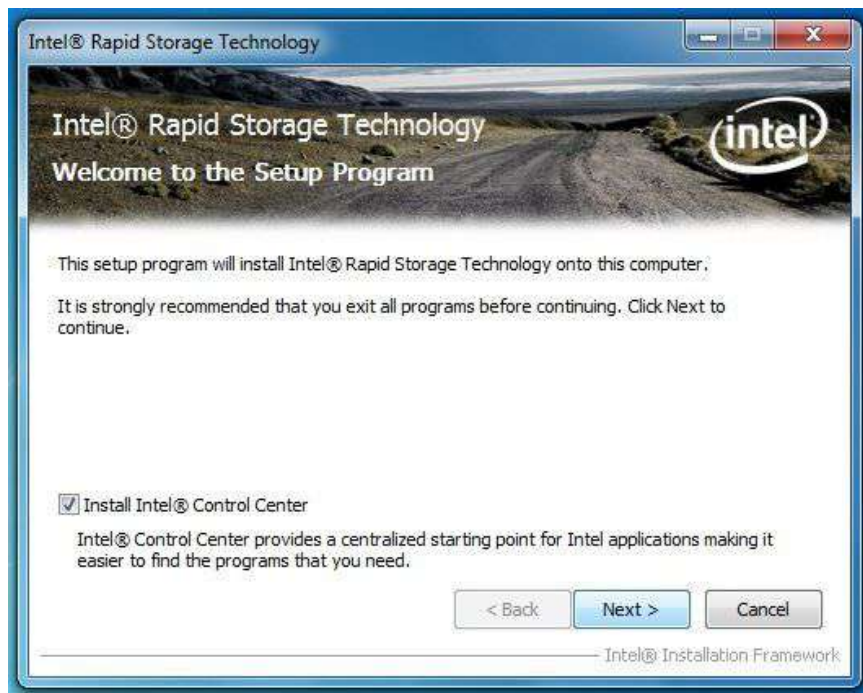 Intel® Rapid Storage Technology
Intel® Rapid Storage Technology
Welcome to the Setup Program
intel
This setup program will install Intel® Rapid Storage Technology onto this computer.
It is strongly recommended that you exit all programs before continuing. Click Next to
continue.
Install Intel® Control Center
Intel® Control Center provides a centralized starting point for Intel applications making it
easier to find the programs that you need.
< Back Next > Cancel
Intel® Installation Framework